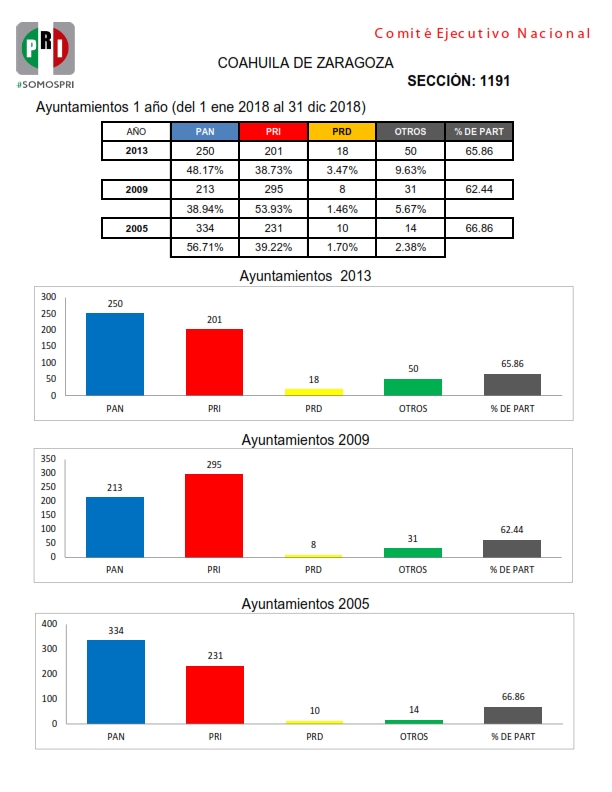 Comité Ejecutivo Nacional
PRI
#SOMOSPRI
COAHUILA DE ZARAGOZA
SECCIÓN: 1191
Ayuntamientos 1 año (del 1 ene 2018 al 31 dic 2018)
AÑO PAN PRI PRD OTROS % DE PART
2013 250 201 18 50 65.86
48.17% 38.73% 3.47% 9.63%
2009 213 295 8 31 62.44
38.94% 53.93% 1.46% 5.67%
2005 334 231 10 14 66.86
56.71% 39.22% 1.70% 2.38%
Ayuntamientos 2013
300
250
200
150
100
50
0
250 201 18 50 65.86
PAN PRI PRD OTROS % DE PART
Ayuntamientos 2009
350
300
250
200
150
100
50
0
213 295 8 31 62.44
PAN PRI PRD OTROS % DE PART
Ayuntamientos 2005
400
300
200
100
0
334 231 10 14 66.86
PAN PRI PRD OTROS % DE PART